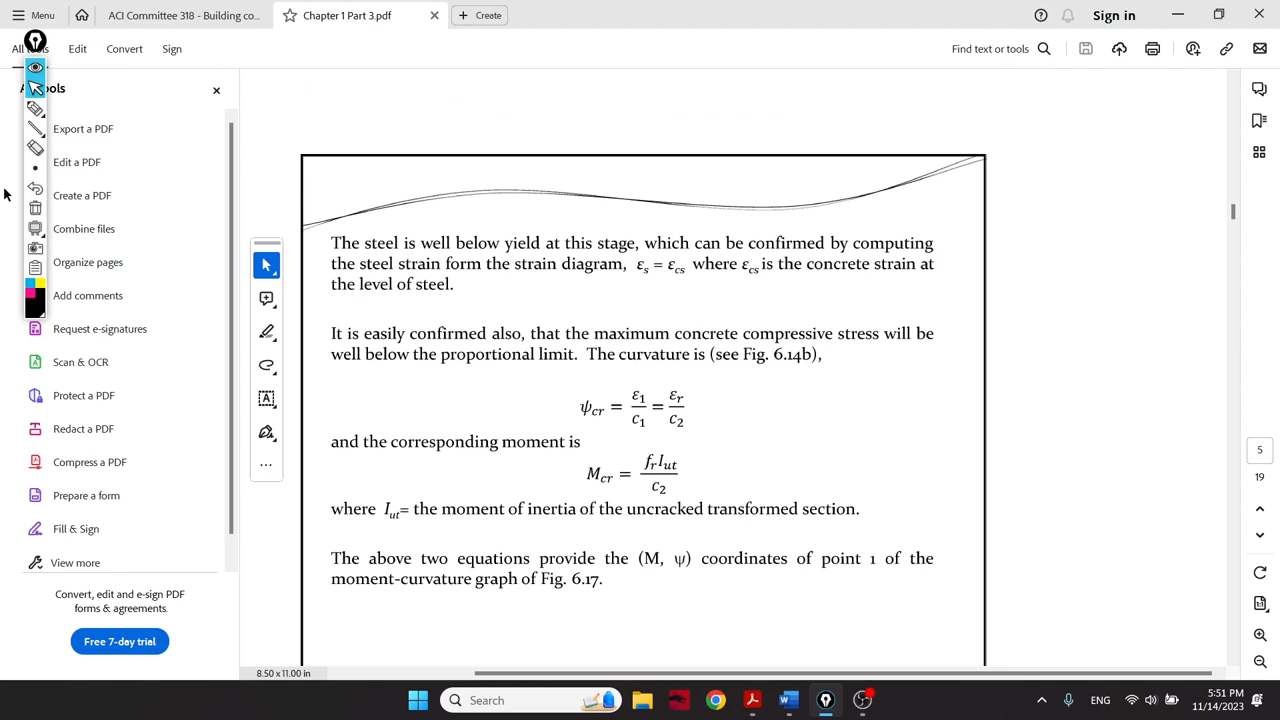 Menu
ACI Committee 318 - Building co...
Chapter 1 Part 3.pdf
Create
Sign in
All tools
Edit
Convert
Sign
Find text or tools
Export a PDF
Edit a PDF
Create a PDF
Combine files
Organize pages
Add comments
Request e-signatures
Scan & OCR
Protect a PDF
Redact a PDF
Compress a PDF
Prepare a form
Fill & Sign
View more
Convert, edit and e-sign PDF
forms & agreements.
Free 7-day trial
The steel is well below yield at this stage, which can be confirmed by computing
the steel strain form the strain diagram, εs = εcs where εcs is the concrete strain at
the level of steel.
It is easily confirmed also, that the maximum concrete compressive stress will be
well below the proportional limit. The curvature is (see Fig. 6.14b),
ψcr = ε1/c1 = εr/c2
and the corresponding moment is
Mcr = frIut/c2
where Iut= the moment of inertia of the uncracked transformed section.
The above two equations provide the (M, ψ) coordinates of point 1 of the
moment-curvature graph of Fig. 6.17.
5
19
8.50 x 11.00 in
Search
ENG
5:51 PM
11/14/2023